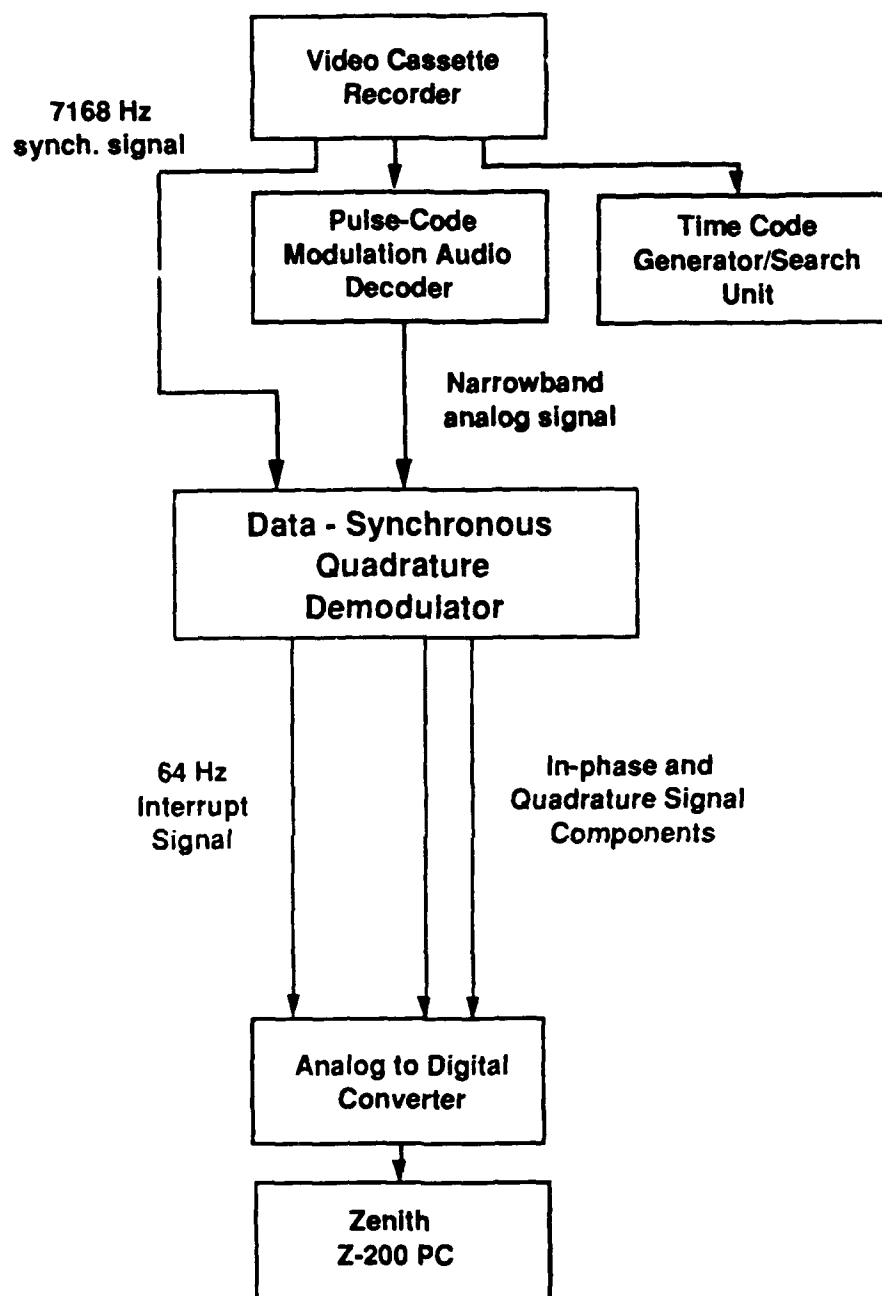 Video Cassette
Recorder
7168 Hz
synch. signal
Pulse-Code
Modulation Audio
Decoder
Time Code
Generator/Search
Unit
Narrowband
analog signal
Data - Synchronous
Quadrature
Demodulator
64 Hz
Interrupt
Signal
In-phase and
Quadrature Signal
Components
Analog to Digital
Converter
Zenith
Z-200 PC